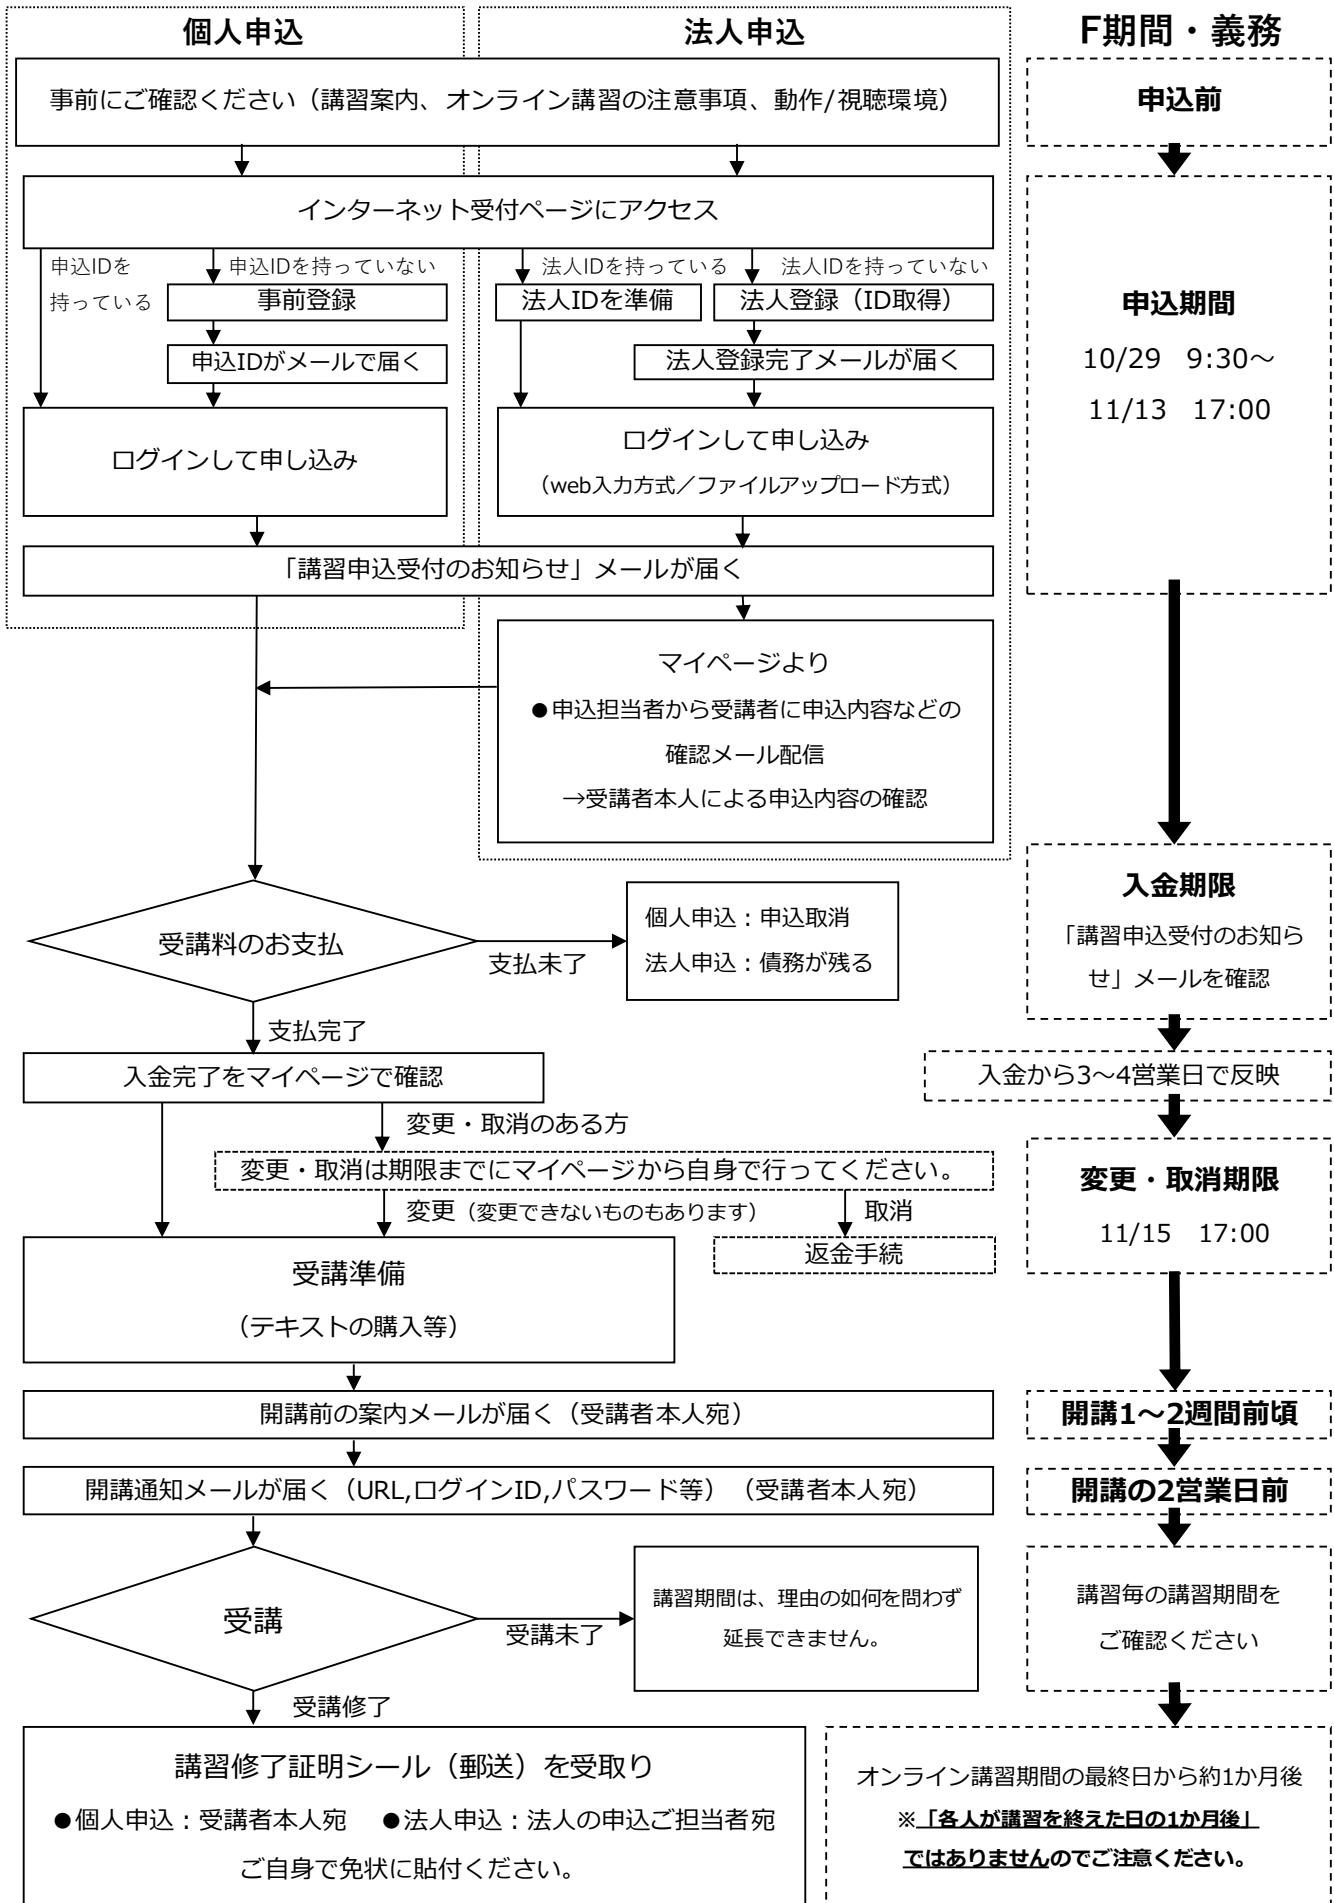 個人申込
法人申込
F期間・義務
事前にご確認ください（講習案内、オンライン講習の注意事項、動作/視聴環境）
申込前
インターネット受付ページにアクセス
申込IDを
持っている
申込IDを持っていない
法人IDを持っている
法人IDを持っていない
事前登録
法人IDを準備
法人登録（ID取得）
申込IDがメールで届く
法人登録完了メールが届く
申込期間
10/29 9:30～
11/13 17:00
ログインして申し込み
ログインして申し込み
（web入力方式／ファイルアップロード方式）
「講習申込受付のお知らせ」メールが届く
マイページより
●申込担当者から受講者に申込内容などの
確認メール配信
→受講者本人による申込内容の確認
受講料のお支払
支払未了
個人申込：申込取消
法人申込：債務が残る
入金期限
「講習申込受付のお知ら
せ」メールを確認
支払完了
入金完了をマイページで確認
入金から3～4営業日で反映
変更・取消のある方
変更・取消は期限までにマイページから自身で行ってください。
変更（変更できないものもあります）
取消
返金手続
変更・取消期限
11/15 17:00
受講準備
（テキストの購入等）
開講前の案内メールが届く（受講者本人宛）
開講1～2週間前頃
開講通知メールが届く（URL,ログインID,パスワード等）（受講者本人宛）
開講の2営業日前
受講
受講未了
講習期間は、理由の如何を問わず
延長できません。
講習毎の講習期間を
ご確認ください
受講修了
講習修了証明シール（郵送）を受取り
●個人申込：受講者本人宛 ●法人申込：法人の申込ご担当者宛
ご自身で免状に貼付ください。
オンライン講習期間の最終日から約1か月後
※「各人が講習を終えた日の1か月後」
ではありませんのでご注意ください。